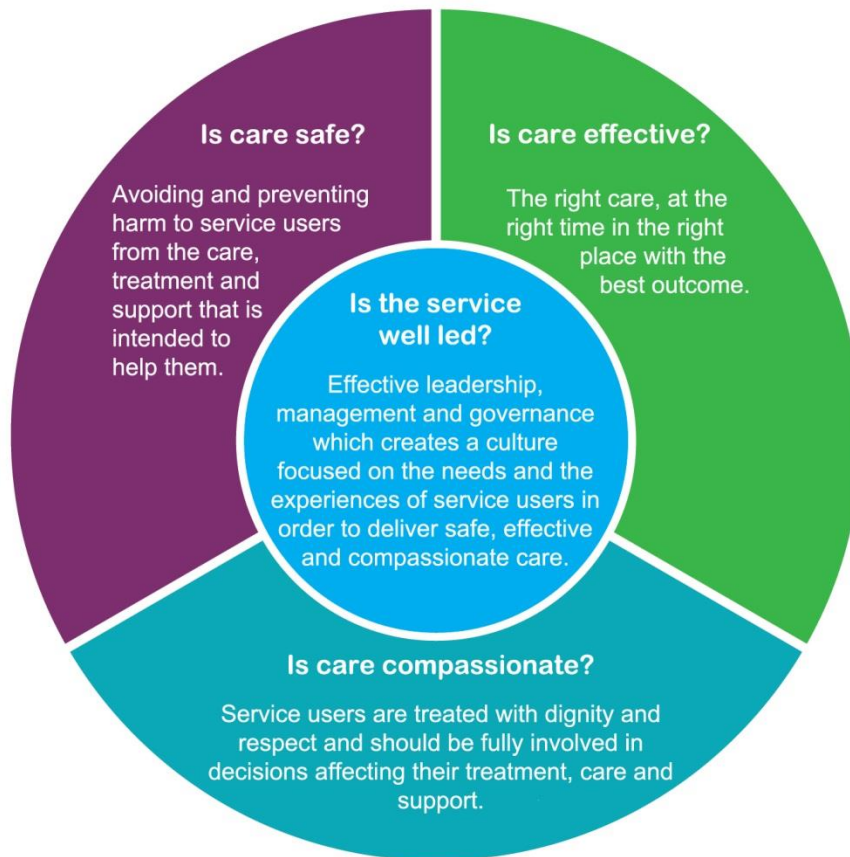 Is care safe?
Avoiding and preventing
harm to service users
from the care,
treatment and
support that is
intended to
help them.
Is care effective?
The right care, at the
right time in the right
place with the
best outcome.
Is the service
well led?
Effective leadership,
management and governance
which creates a culture
focused on the needs and the
experiences of service users in
order to deliver safe, effective
and compassionate care.
Is care compassionate?
Service users are treated with dignity and
respect and should be fully involved in
decisions affecting their treatment, care and
support.